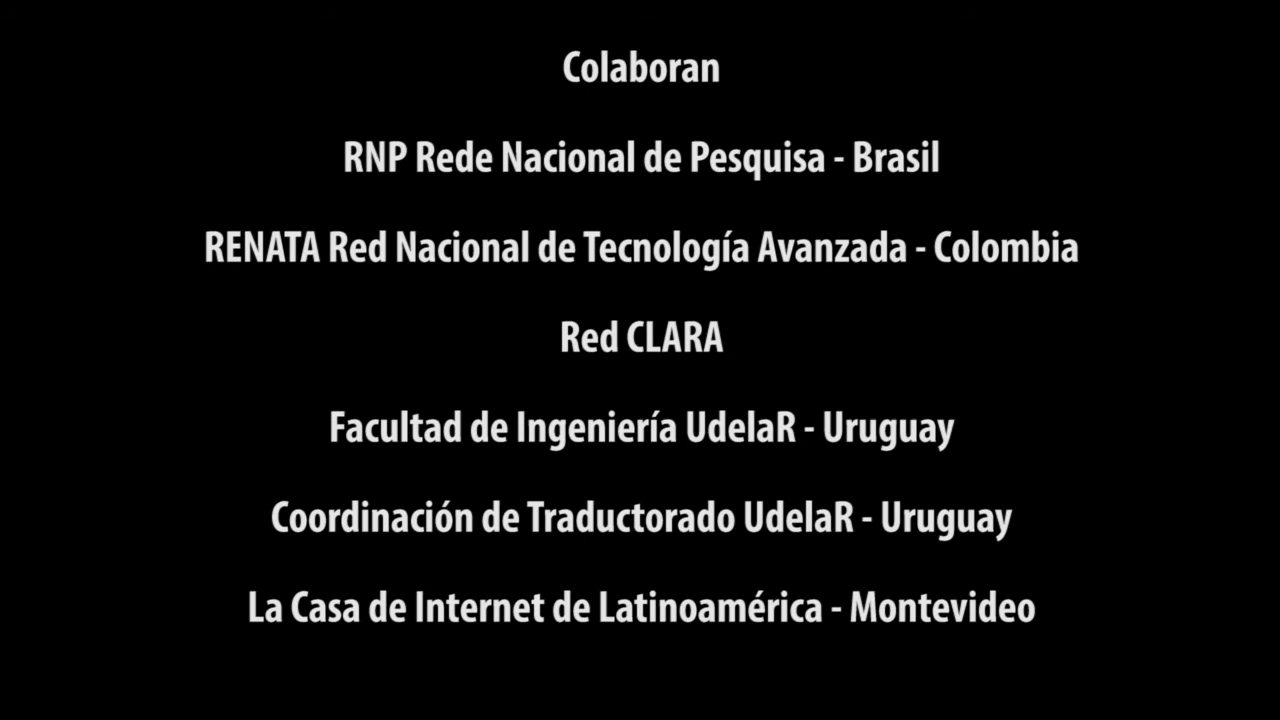 Colaboran
RNP Rede Nacional de Pesquisa - Brasil
RENATA Red Nacional de Tecnología Avanzada - Colombia
Red CLARA
Facultad de Ingeniería UdelaR - Uruguay
Coordinación de Traductorado UdelaR - Uruguay
La Casa de Internet de Latinoamérica - Montevideo